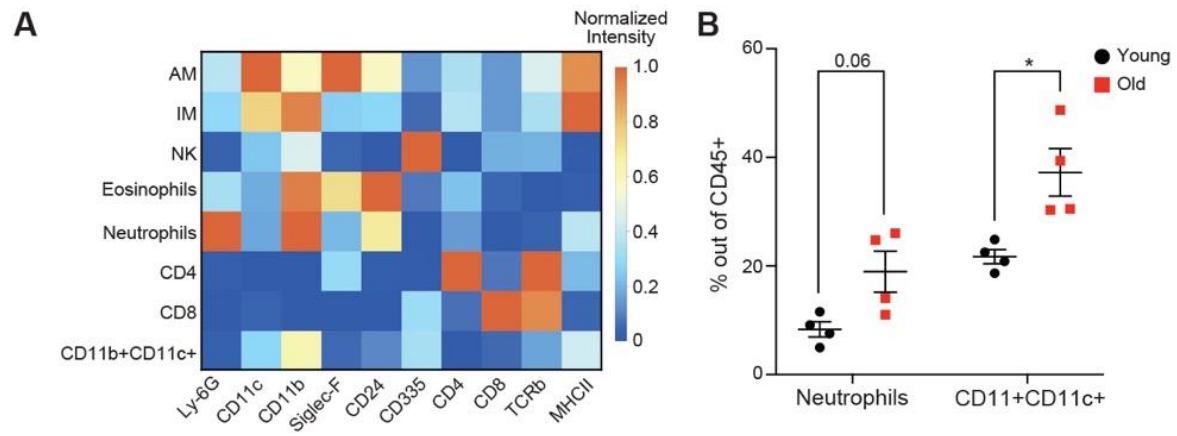 A
Normalized
Intensity
AM
IM
NK
Eosinophils
Neutrophils
CD4
CD8
CD11b+CD11c+
Ly-6G
CD11c
CD11b
Siglec-F
CD24
CD335
CD4
CD8
TCRb
MHCII
1.0
0.8
0.6
0.4
0.2
0
B
% out of CD45+
60
40
20
0
0.06
*
Young
Old
Neutrophils
CD11+CD11c+